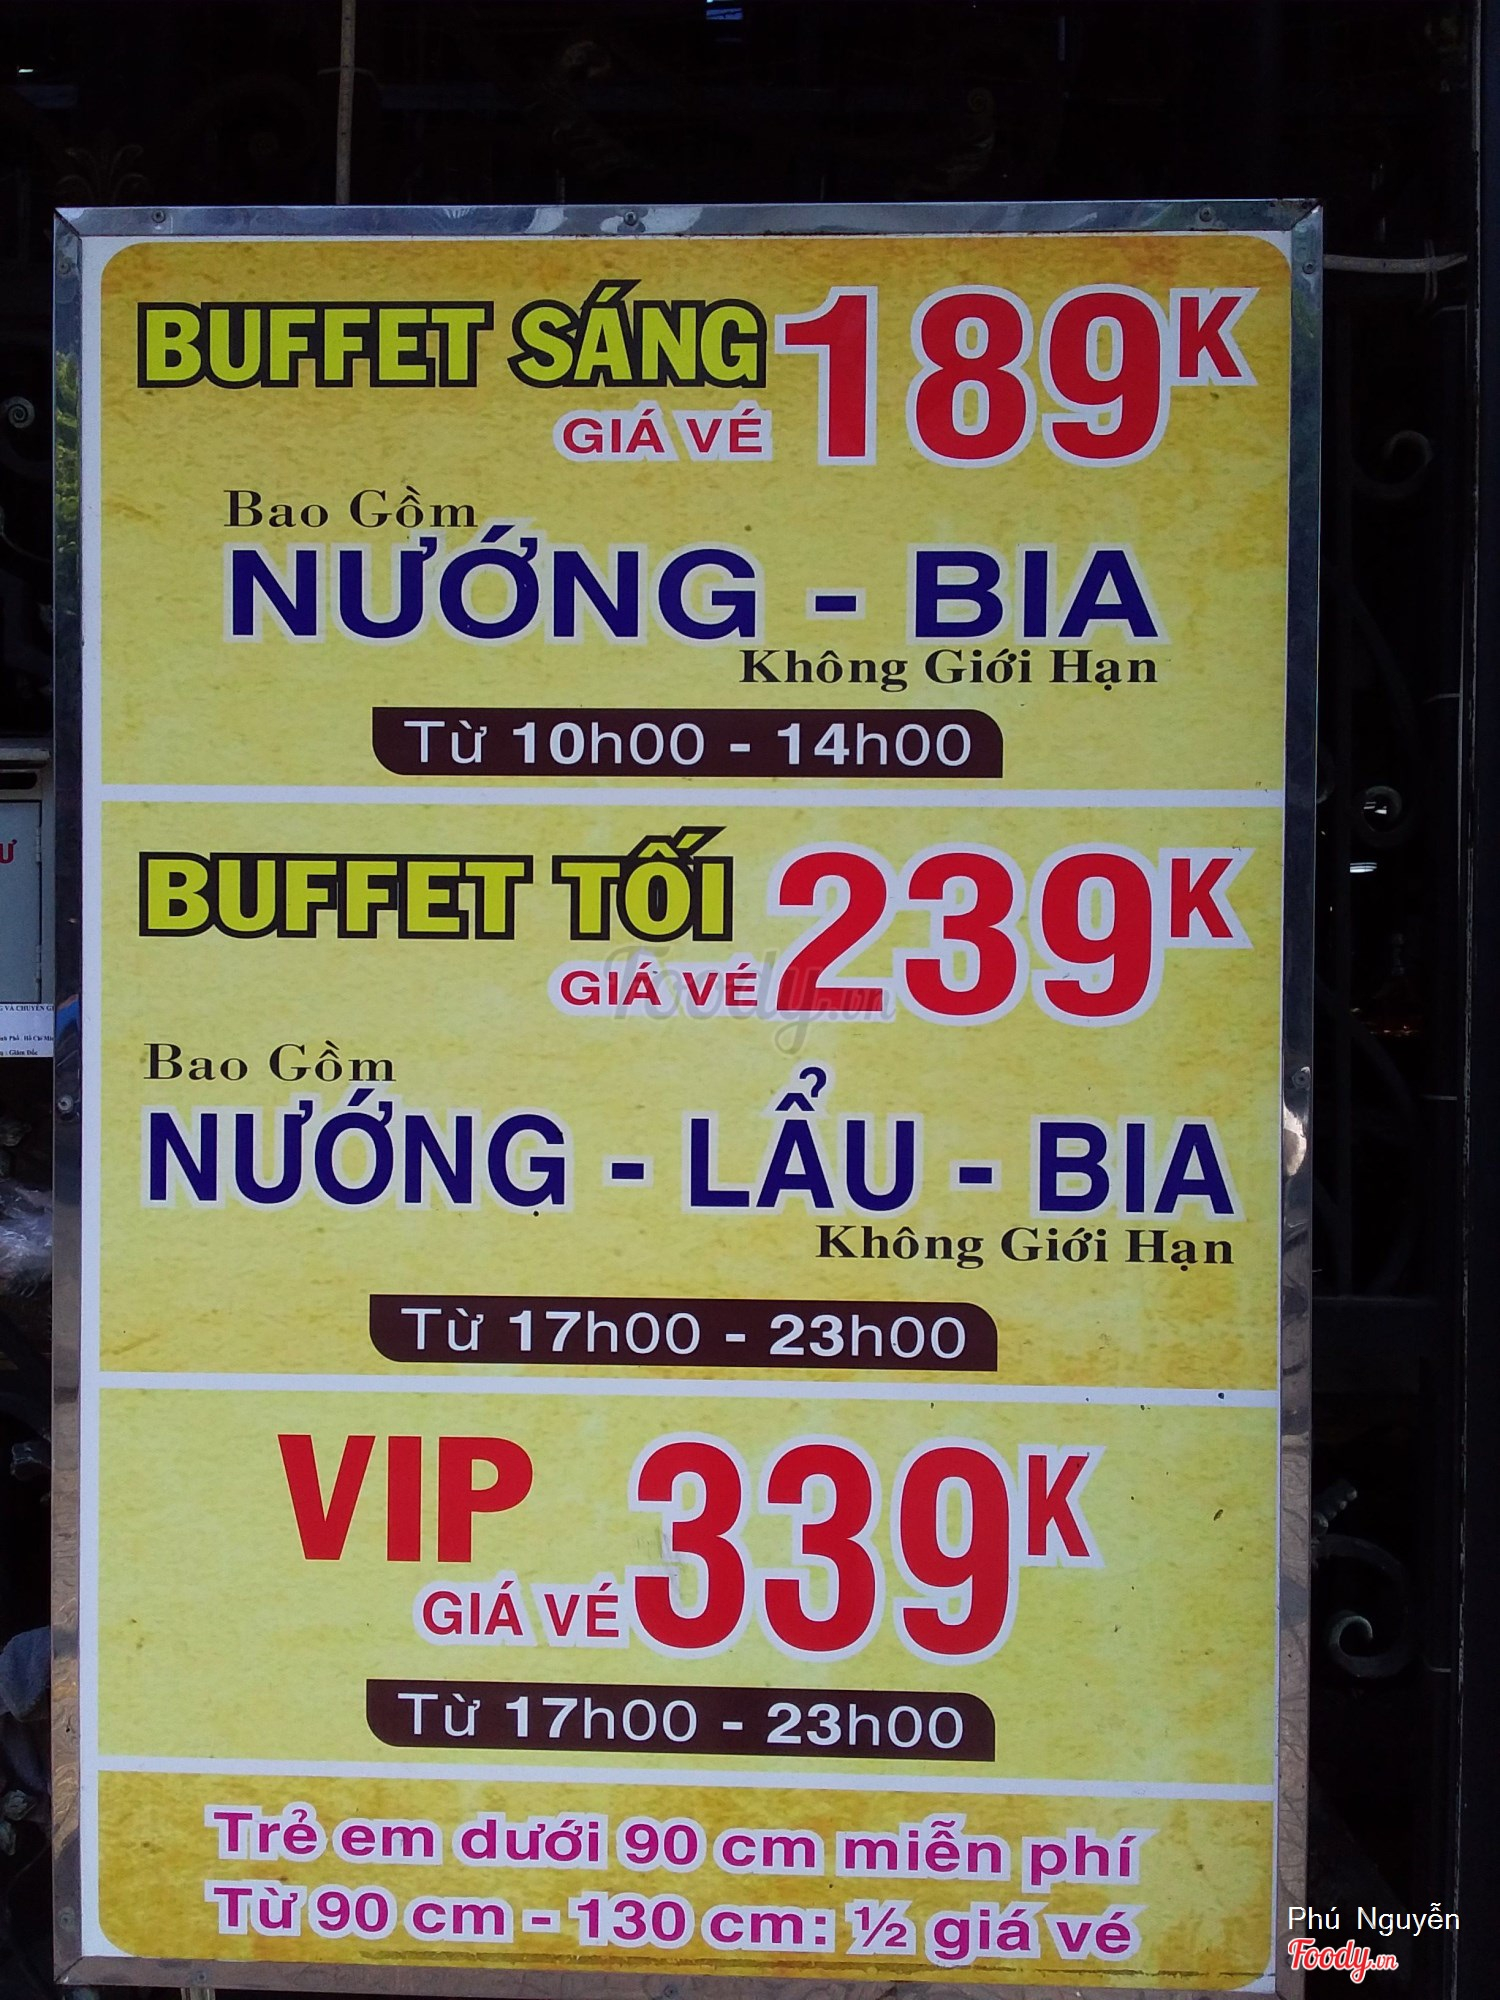 BUFFET SÁNG 189K
GIÁ VÉ
Bao Gồm
NƯỚNG - BIA
Không Giới Hạn
Từ 10h00 - 14h00
BUFFET TỐI 239K
GIÁ VÉ
Foody.vn
Bao Gồm
NƯỚNG - LẨU - BIA
Không Giới Hạn
Từ 17h00 - 23h00
VIP 339K
GIÁ VÉ
Từ 17h00 - 23h00
Trẻ em dưới 90 cm miễn phí
Từ 90 cm - 130 cm: ½ giá vé
Phú Nguyễn
Foody.vn